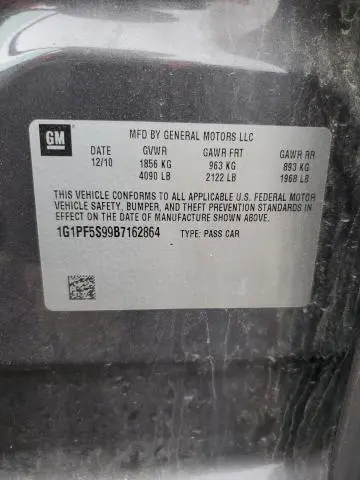 GM
MFD BY GENERAL MOTORS LLC
DATE GVWR GAWR FRT GAWR RR
12/10 1856 KG 963 KG 893 KG
4090 LB 2122 LB 1968 LB
THIS VEHICLE CONFORMS TO ALL APPLICABLE U.S. FEDERAL MOTOR
VEHICLE SAFETY, BUMPER, AND THEFT PREVENTION STANDARDS IN
EFFECT ON THE DATE OF MANUFACTURE SHOWN ABOVE
1G1PF5S99B7162864 TYPE: PASS CAR